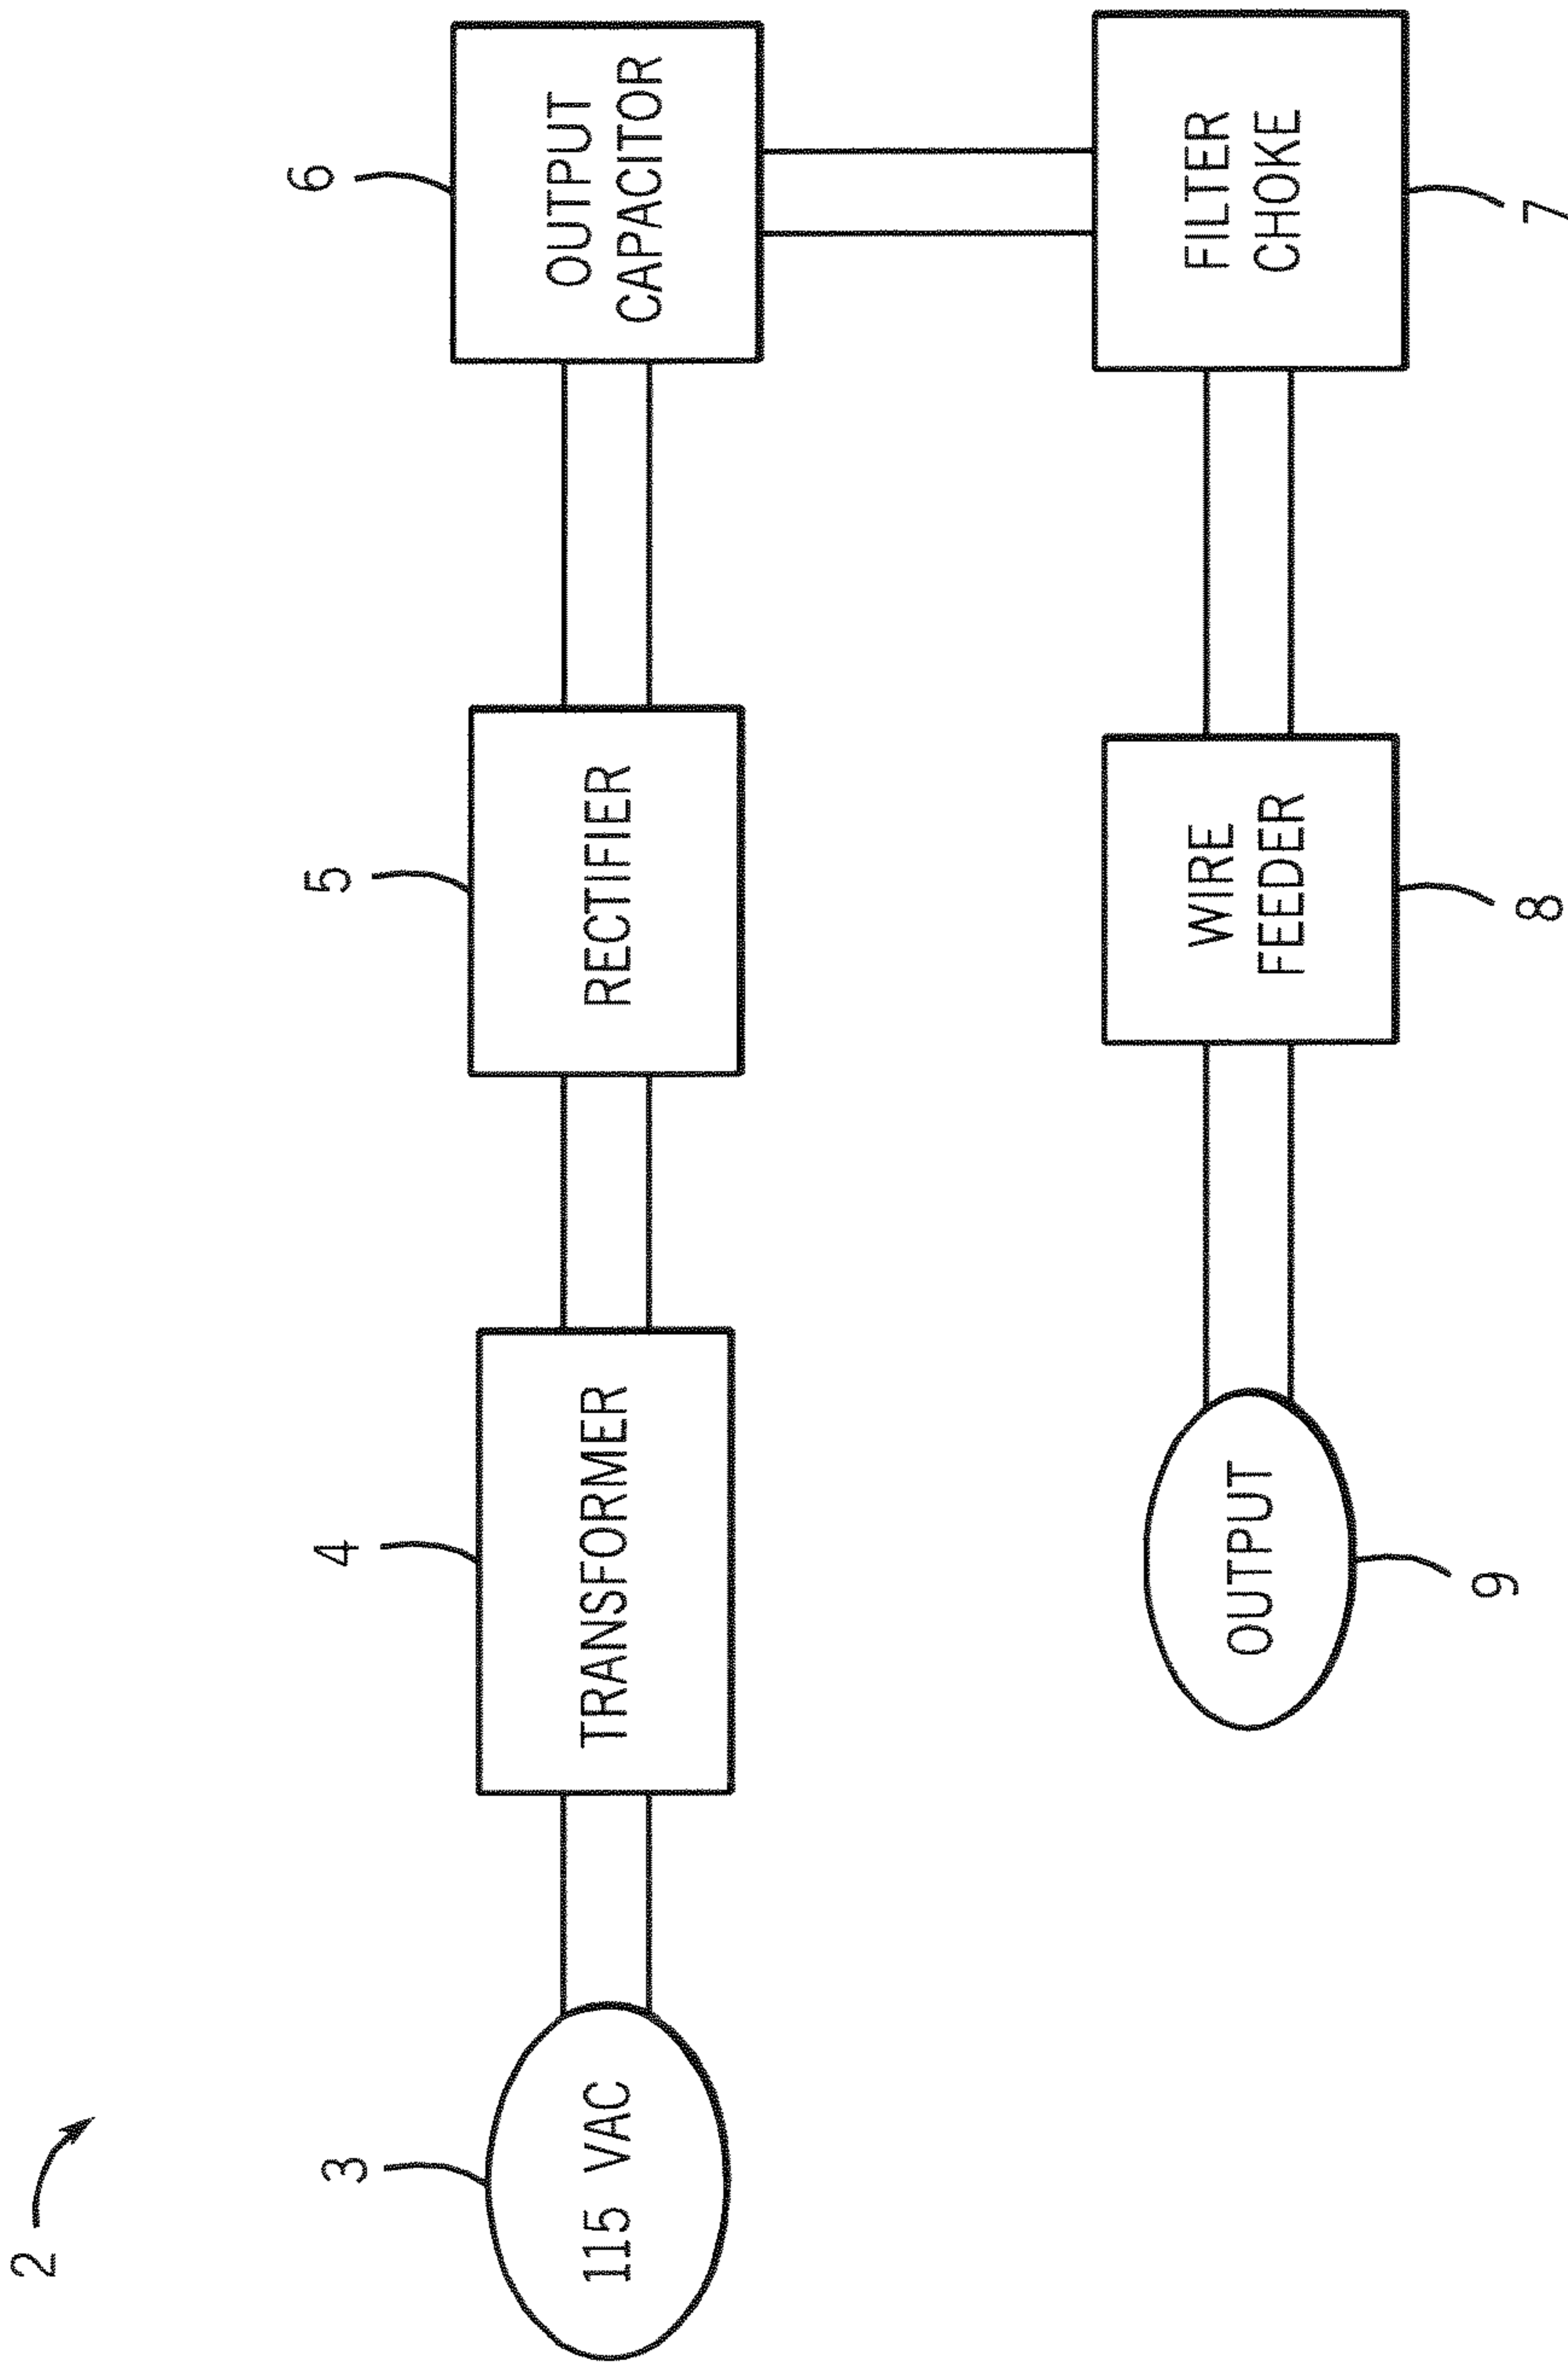 2
3
115 VAC
4
TRANSFORMER
5
RECTIFIER
6
OUTPUT
CAPACITOR
FILTER
CHOKE
7
WIRE
FEEDER
8
OUTPUT
9